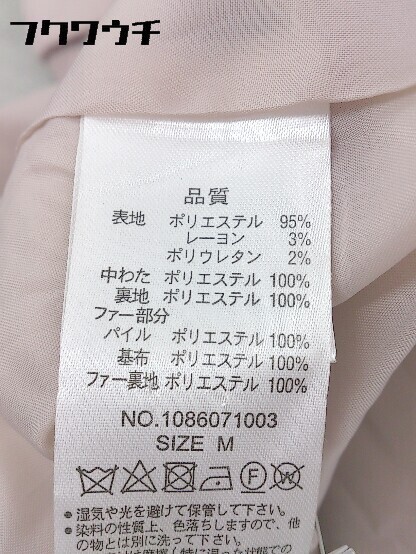 フクワウチ
品質
表地 ポリエステル 95%
レーヨン 3%
ポリウレタン 2%
中わた ポリエステル 100%
裏地 ポリエステル 100%
ファー部分
パイル ポリエステル 100%
基布 ポリエステル 100%
ファー裏地 ポリエステル 100%
NO.1086071003
SIZE M
P F W
●湿気や光を避けて保管して下さい。
●染料の性質上、色落ちしますので、他
の物とは別に洗って下さい。